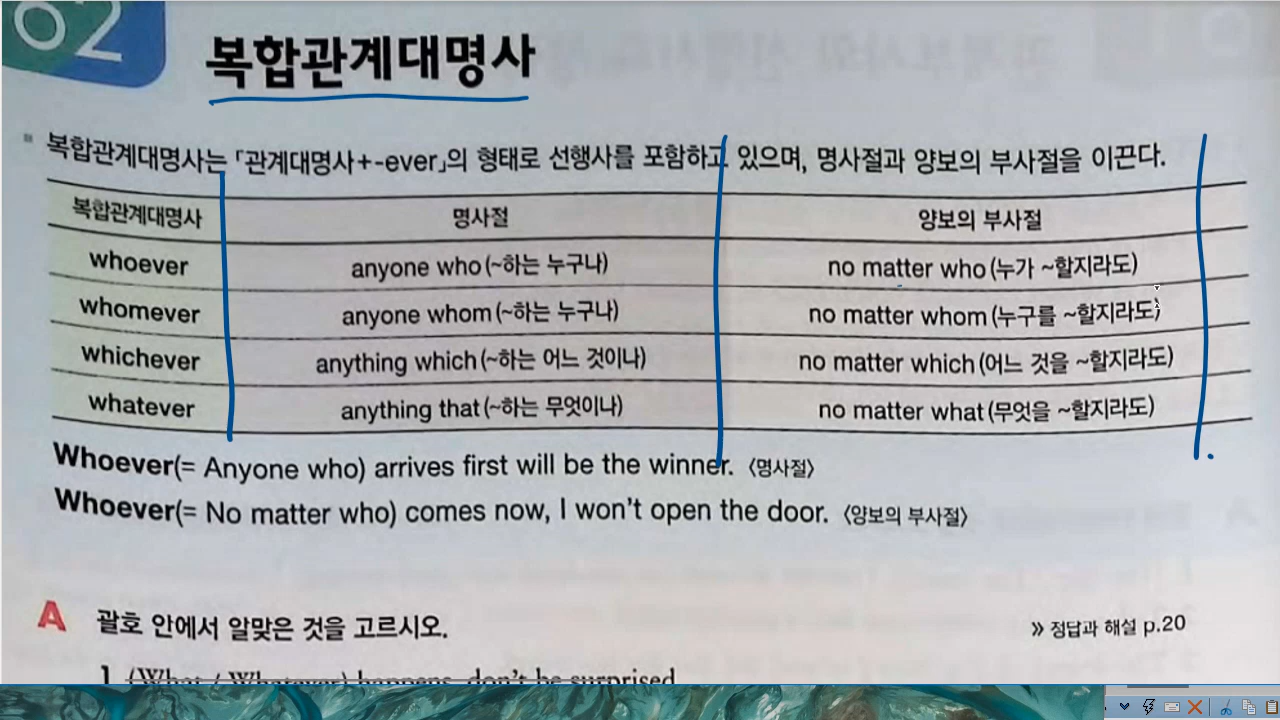 02
복합관계대명사
복합관계대명사는 「관계대명사+-ever」의 형태로 선행사를 포함하고 있으며, 명사절과 양보의 부사절을 이끈다.
복합관계대명사 명사절 양보의 부사절
whoever anyone who(~하는 누구나) no matter who(누가 ~할지라도)
whomever anyone whom(~하는 누구나) no matter whom(누구를 ~할지라도)
whichever anything which(~하는 어느 것이나) no matter which(어느 것을 ~할지라도)
whatever anything that(~하는 무엇이나) no matter what(무엇을 ~할지라도)
Whoever(= Anyone who) arrives first will be the winner. 〈명사절〉
Whoever(= No matter who) comes now, I won't open the door. 〈양보의 부사절〉
A 괄호 안에서 알맞은 것을 고르시오. » 정답과 해설 p.20
1 (What / Whatever) happens, don't be surprised